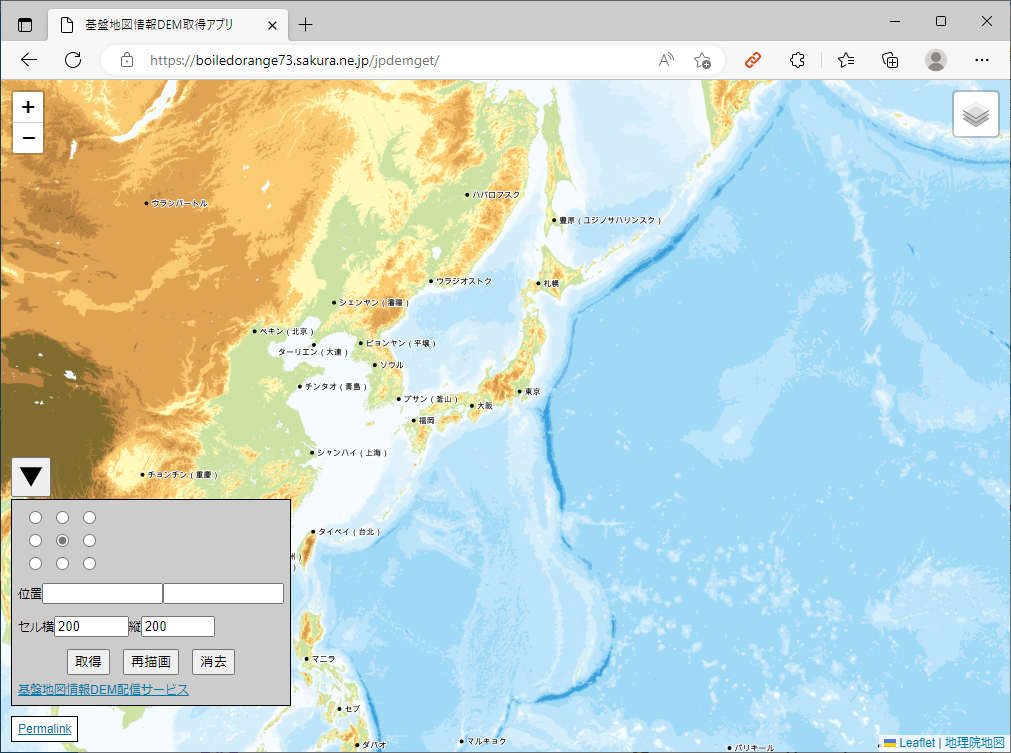 基盤地図情報DEM取得アプリ
https://boiledorange73.sakura.ne.jp/jpdemget/
+
−
ウランバートル
ハバロフスク
豊原(ユジノサハリンスク)
ウラジオストク
札幌
シェンヤン(瀋陽)
ペキン(北京)
ピョンヤン(平壌)
ターリエン(大連)
ソウル
チンタオ(青島)
東京
プサン(釜山)
大阪
福岡
シャンハイ(上海)
チョンチン(重慶)
タイペイ(台北)
州)
位置
セル横 200 縦 200
取得 再描画 消去
マニラ
基盤地図情報DEM配信サービス
セブ
Permalink
ダバオ
マルキョク
パリキール
Leaflet | 地理院地図